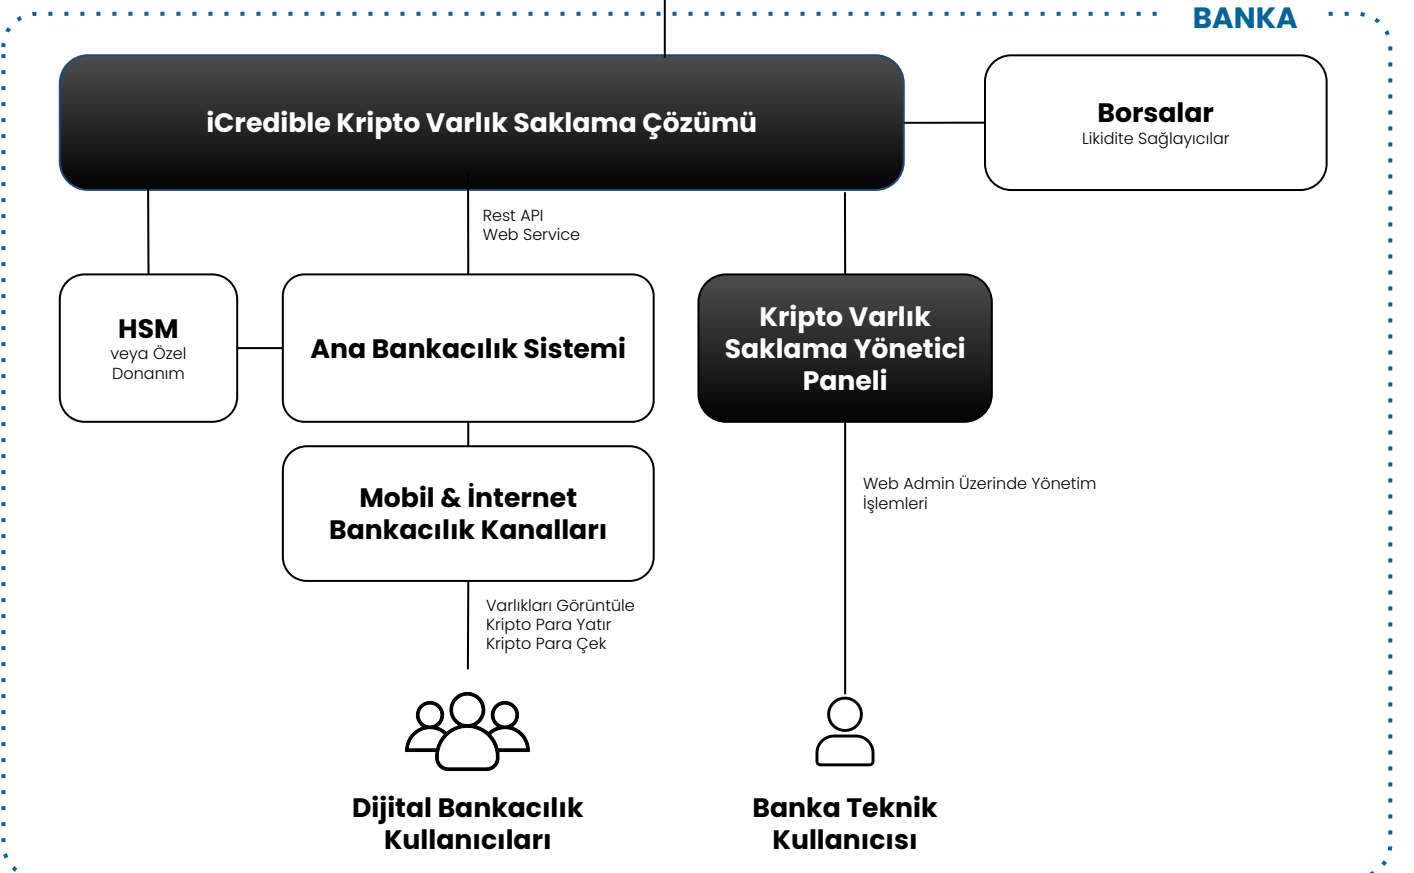 BANKA
iCredible Kripto Varlık Saklama Çözümü
Borsalar
Likidite Sağlayıcılar
Rest API
Web Service
HSM
veya Özel
Donanım
Ana Bankacılık Sistemi
Kripto Varlık
Saklama Yönetici
Paneli
Mobil & İnternet
Bankacılık Kanalları
Web Admin Üzerinde Yönetim
İşlemleri
Varlıkları Görüntüle
Kripto Para Yatır
Kripto Para Çek
Dijital Bankacılık
Kullanıcıları
Banka Teknik
Kullanıcısı